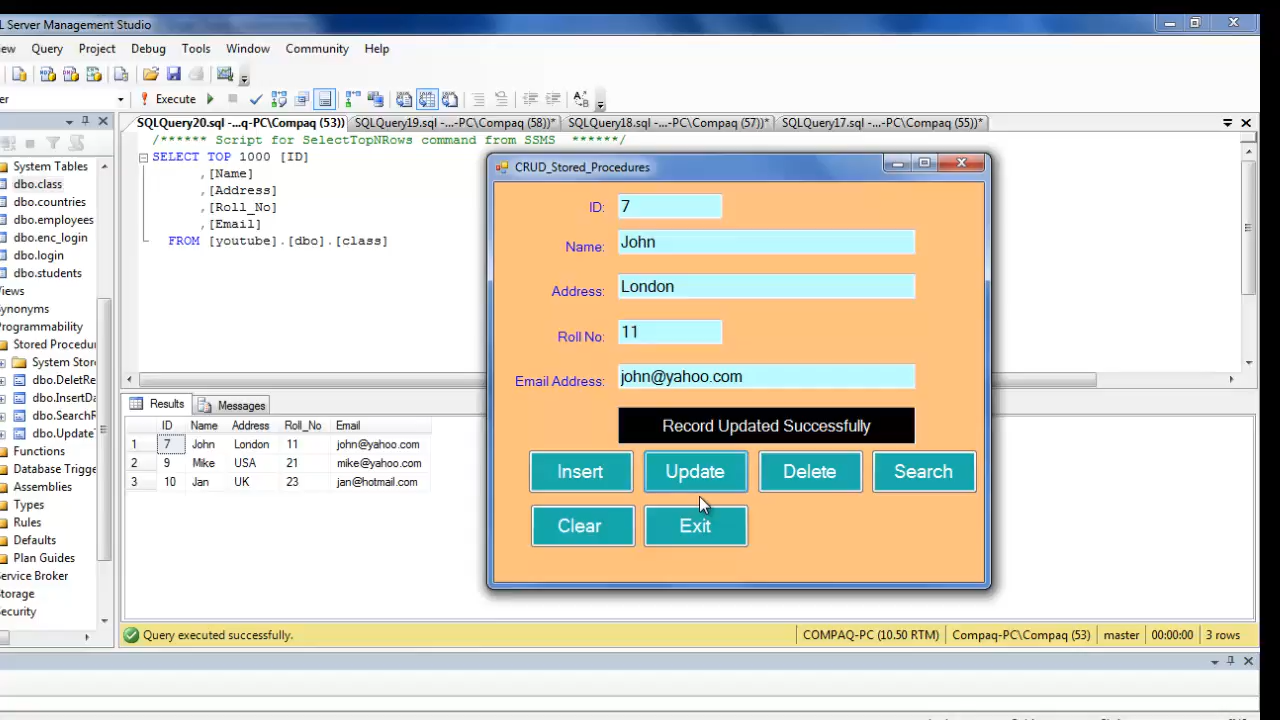 L Server Management Studio
ew Query Project Debug Tools Window Community Help
er Execute
SQLQuery20.sql -...q-PC\Compaq (53)) SQLQuery19.sql -...-PC\Compaq (58))* SQLQuery18.sql -...-PC\Compaq (57))* SQLQuery17.sql -...-PC\Compaq (55))*
System Tables
dbo.class
dbo.countries
dbo.employees
dbo.enc_login
dbo.login
dbo.students
iews
ynonyms
rogrammability
Stored Procedur
System Store
dbo.DeletRe
dbo.InsertDa
dbo.SearchR
dbo.UpdateT
Functions
Database Trigge
Assemblies
Types
Rules
Defaults
Plan Guides
ervice Broker
torage
ecurity
/****** Script for SelectTopNRows command from SSMS ******/
SELECT TOP 1000 [ID]
,[Name]
,[Address]
,[Roll_No]
,[Email]
FROM [youtube].[dbo].[class]
CRUD_Stored_Procedures
ID: 7
Name: John
Address: London
Roll No: 11
Email Address: john@yahoo.com
Record Updated Successfully
Insert Update Delete Search
Clear Exit
Results Messages
ID Name Address Roll_No Email
1 7 John London 11 john@yahoo.com
2 9 Mike USA 21 mike@yahoo.com
3 10 Jan UK 23 jan@hotmail.com
Query executed successfully. COMPAQ-PC (10.50 RTM) Compaq-PC\Compaq (53) master 00:00:00 3 rows